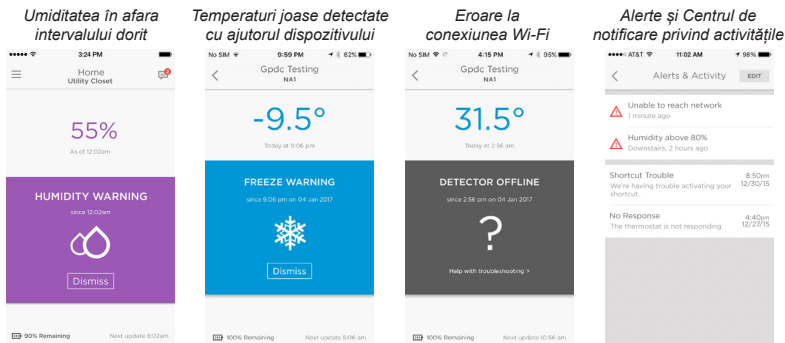 Umiditatea în afara
intervalului dorit
3:24 PM
Home
Utility Closet
2
55%
As of 12:02am
HUMIDITY WARNING
since 12:02am
Dismiss
90% Remaining
Next update 8:02am
Temperaturi joase detectate
cu ajutorul dispozitivului
No SIM 9:59 PM 62%
Gpdc Testing
NA1
-9.5°
Today at 9:06 pm
FREEZE WARNING
since 9:06 pm on 04 Jan 2017
Dismiss
100% Remaining
Next update 5:06 am
Eroare la
conexiunea Wi-Fi
No SIM 4:15 PM 95%
Gpdc Testing
NA1
31.5°
Today at 2:56 am
DETECTOR OFFLINE
since 2:56 pm on 04 Jan 2017
?
Help with troubleshooting >
100% Remaining
Next update 10:56 am
Alerte și Centrul de
notificare privind activitățile
AT&T 11:02 AM 98%
Alerts & Activity EDIT
Unable to reach network
1 minute ago
Humidity above 80%
Downstairs, 2 hours ago
Shortcut Trouble 8:50pm
We're having trouble activating your 12/30/15
shortcut.
No Response 4:40pm
The thermostat is not responding. 12/27/15